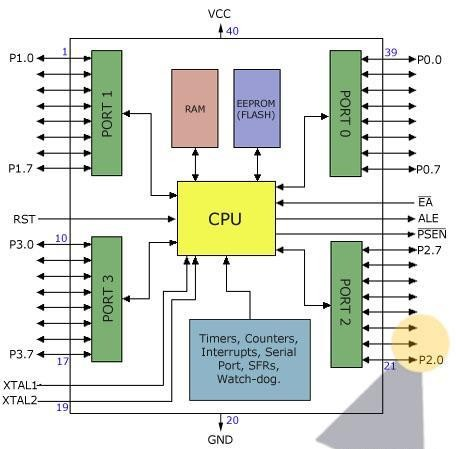 VCC
40
P1.0
1
39
P0.0
PORT 1
RAM
EEPROM
(FLASH)
PORT 0
P1.7
P0.7
CPU
EA
RST
ALE
PSEN
P3.0
10
P2.7
PORT 3
PORT 2
Timers, Counters,
Interrupts, Serial
Port, SFRs,
Watch-dog.
P3.7
17
P2.0
21
XTAL1
XTAL2
19
20
GND